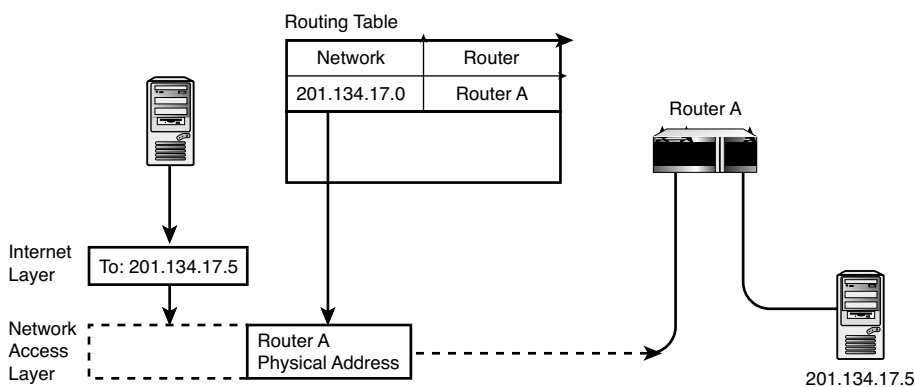 Routing Table
Network Router
201.134.17.0 Router A
Router A
Internet
Layer
To: 201.134.17.5
Network
Access
Layer
Router A
Physical Address
201.134.17.5